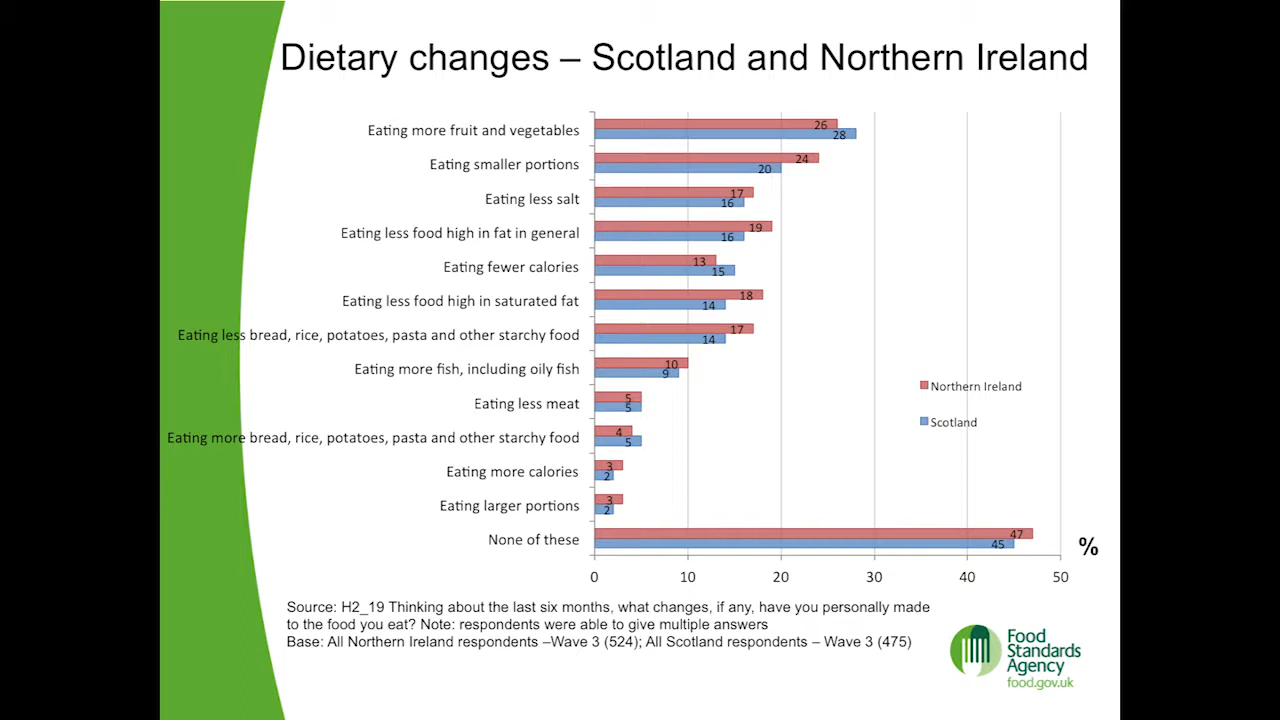 Dietary changes – Scotland and Northern Ireland
Eating more fruit and vegetables
26
28
Eating smaller portions
24
20
Eating less salt
17
16
Eating less food high in fat in general
19
16
Eating fewer calories
13
15
Eating less food high in saturated fat
18
14
Eating less bread, rice, potatoes, pasta and other starchy food
17
14
Eating more fish, including oily fish
10
9
Eating less meat
5
5
Eating more bread, rice, potatoes, pasta and other starchy food
4
5
Eating more calories
3
2
Eating larger portions
3
2
None of these
47
45
Northern Ireland
Scotland
%
0 10 20 30 40 50
Source: H2_19 Thinking about the last six months, what changes, if any, have you personally made
to the food you eat? Note: respondents were able to give multiple answers
Base: All Northern Ireland respondents –Wave 3 (524); All Scotland respondents – Wave 3 (475)
Food
Standards
Agency
food.gov.uk